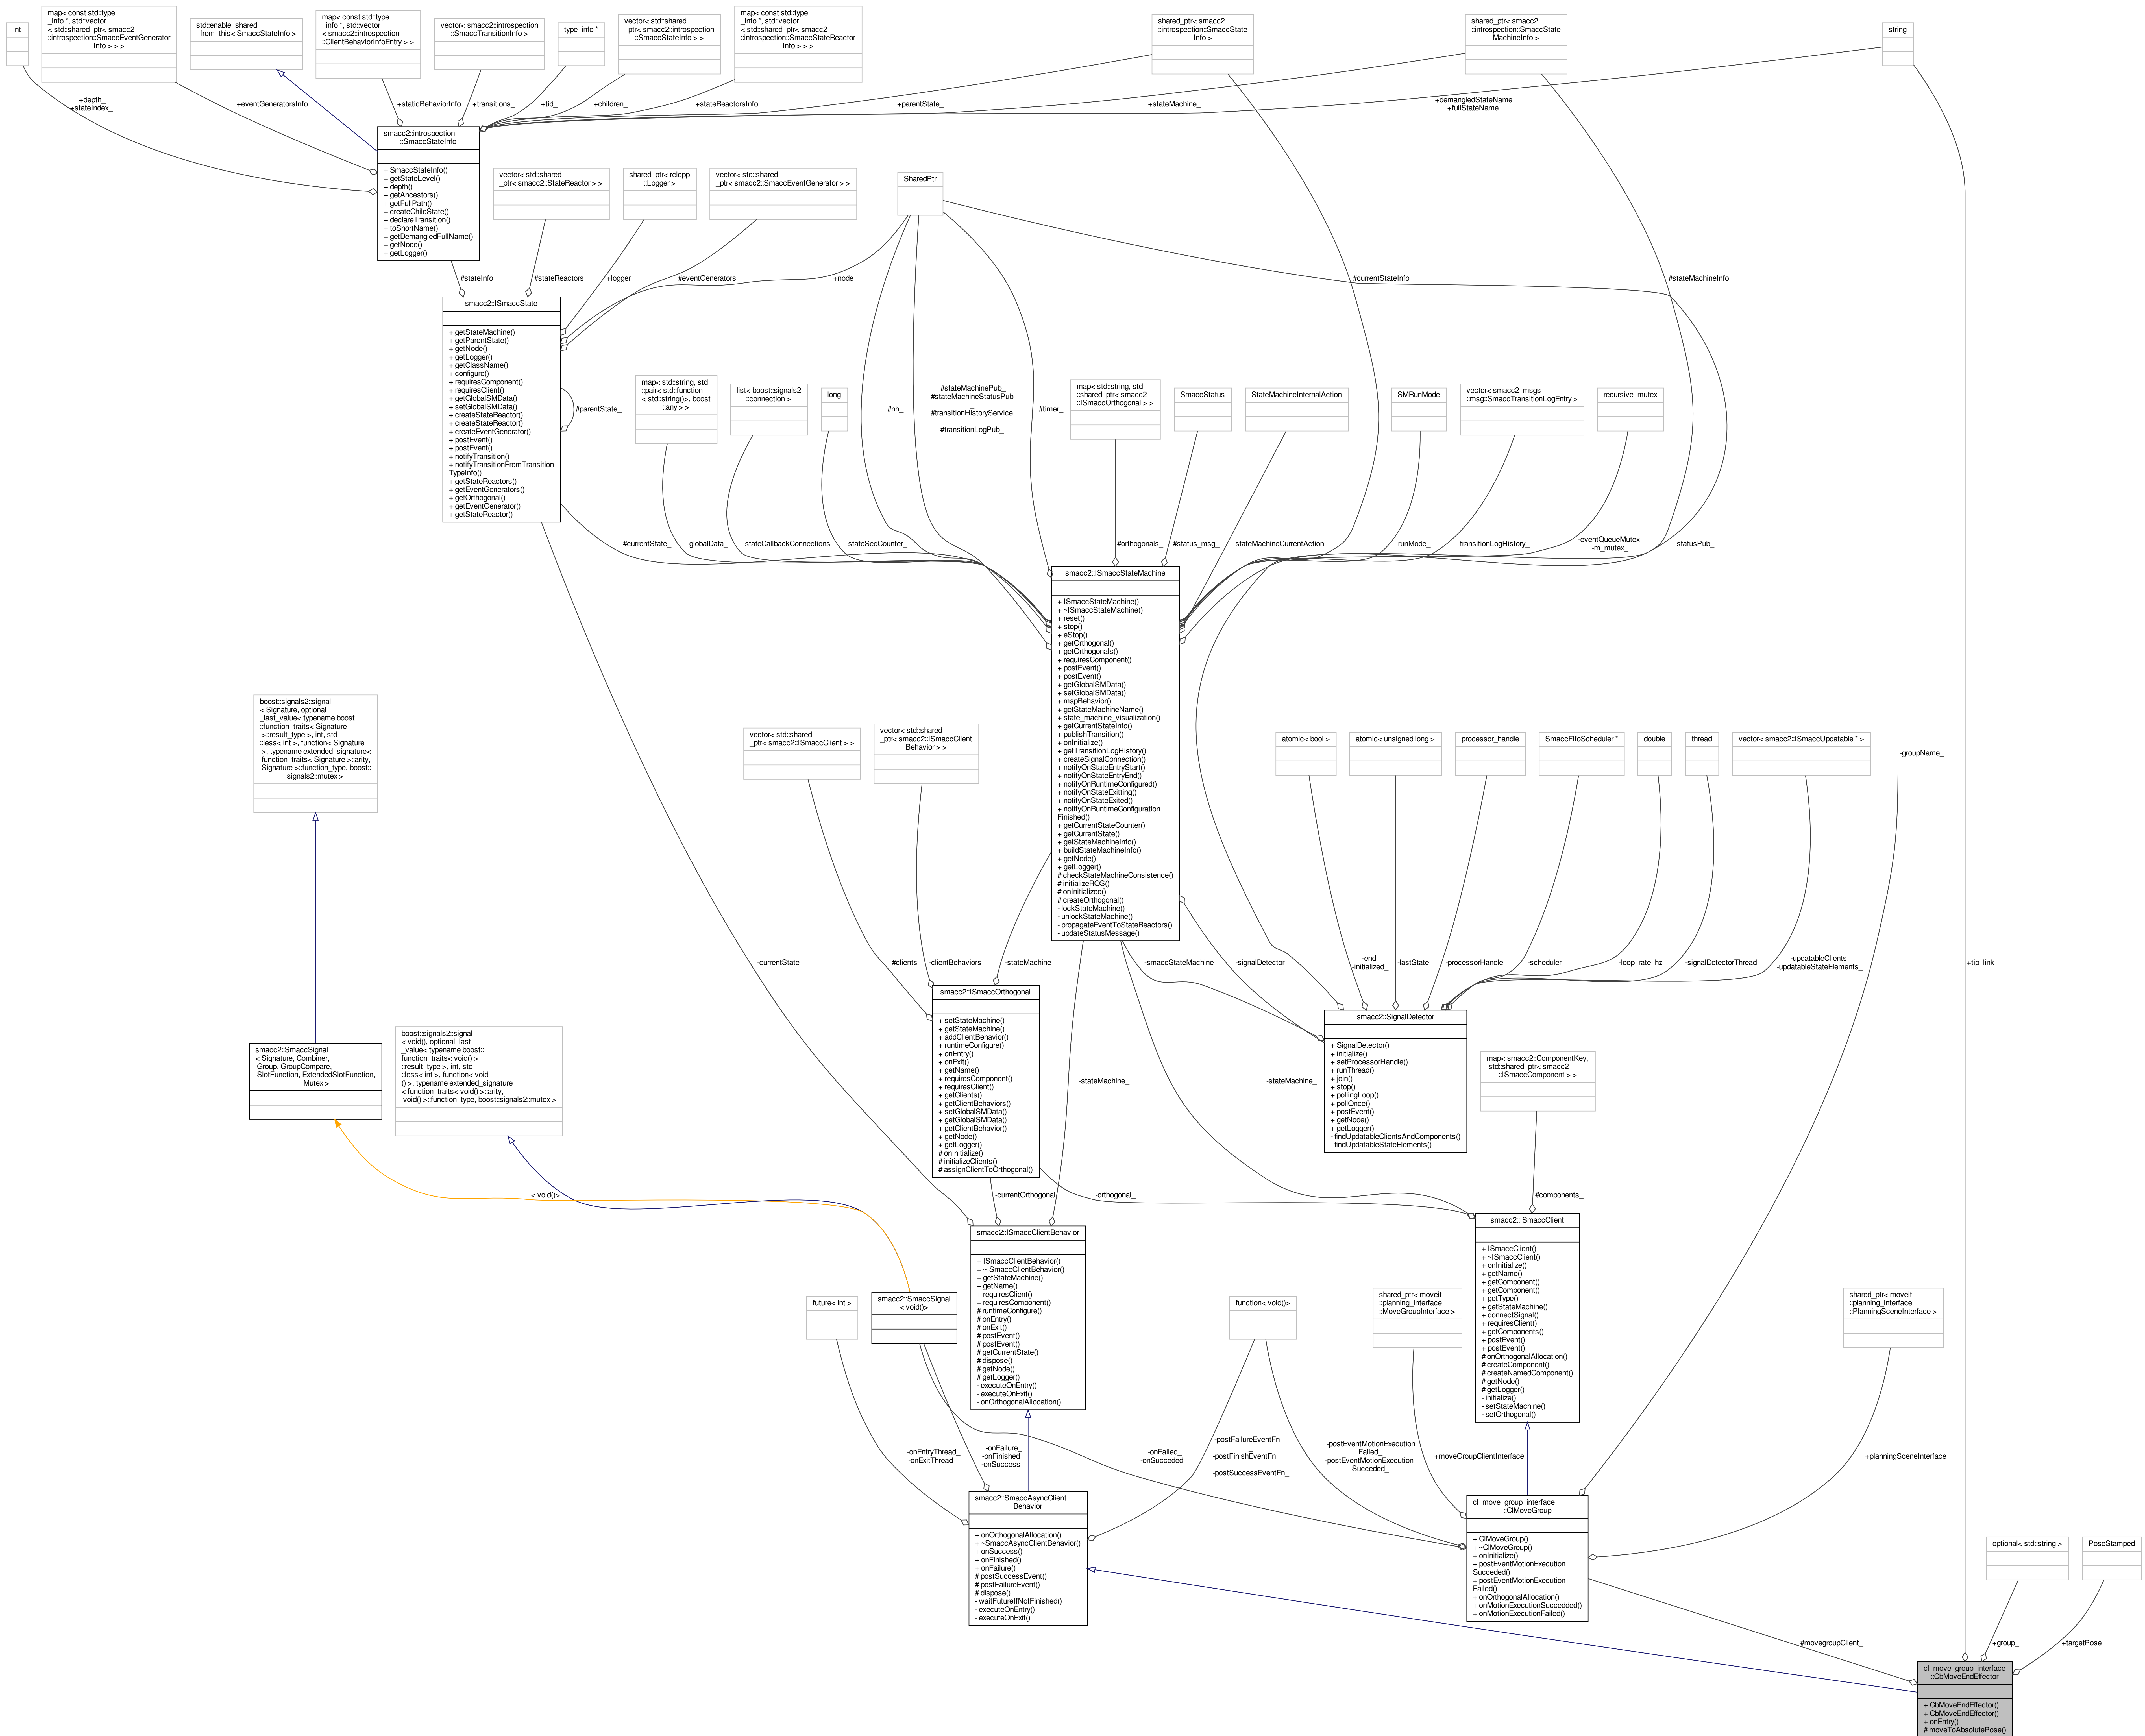 int
map< const std::type
_info *, std::vector
< std::shared_ptr< smacc2
::introspection::SmaccEventGenerator
Info > > >
std::enable_shared
_from_this< SmaccStateInfo >
map< const std::type
_info *, std::vector
< smacc2::introspection
::ClientBehaviorInfoEntry > >
vector< smacc2::introspection
::SmaccTransitionInfo >
type_info *
vector< std::shared
_ptr< smacc2::introspection
::SmaccStateInfo > >
map< const std::type
_info *, std::vector
< std::shared_ptr< smacc2
::introspection::SmaccStateReactor
Info > > >
shared_ptr< smacc2
::introspection::SmaccState
Info >
shared_ptr< smacc2
::introspection::SmaccState
MachineInfo >
string
+depth_
+stateIndex_
+eventGeneratorsInfo
+staticBehaviorInfo
+transitions_
+tid_
+children_
+stateReactorsInfo
+parentState_
+stateMachine_
+demangledStateName
+fullStateName
smacc2::introspection
::SmaccStateInfo
+ SmaccStateInfo()
+ getStateLevel()
+ depth()
+ getAncestors()
+ getFullPath()
+ createChildState()
+ declareTransition()
+ toShortName()
+ getDemangledFullName()
+ getNode()
+ getLogger()
vector< std::shared
_ptr< smacc2::StateReactor > >
shared_ptr< rclcpp
::Logger >
vector< std::shared
_ptr< smacc2::SmaccEventGenerator > >
SharedPtr
#stateInfo_
#stateReactors_
+logger_
#eventGenerators_
+node_
#currentStateInfo_
#stateMachineInfo_
smacc2::ISmaccState
+ getStateMachine()
+ getParentState()
+ getNode()
+ getLogger()
+ getClassName()
+ configure()
+ requiresComponent()
+ requiresClient()
+ getGlobalSMData()
+ setGlobalSMData()
+ createStateReactor()
+ createStateReactor()
+ createEventGenerator()
+ postEvent()
+ postEvent()
+ notifyTransition()
+ notifyTransitionFromTransition
TypeInfo()
+ getStateReactors()
+ getEventGenerators()
+ getOrthogonal()
+ getEventGenerator()
+ getStateReactor()
#parentState_
map< std::string, std
::pair< std::function
< std::string()>, boost
::any > >
list< boost::signals2
::connection >
long
#nh_
#stateMachinePub_
#stateMachineStatusPub
_
#transitionHistoryService
_
#transitionLogPub_
#timer_
map< std::string, std
::shared_ptr< smacc2
::ISmaccOrthogonal > >
SmaccStatus
StateMachineInternalAction
SMRunMode
vector< smacc2_msgs
::msg::SmaccTransitionLogEntry >
recursive_mutex
#currentState_
-globalData_
-stateCallbackConnections
-stateSeqCounter_
#orthogonals_
#status_msg_
-stateMachineCurrentAction
-runMode_
-transitionLogHistory_
-eventQueueMutex_
-m_mutex_
-statusPub_
smacc2::ISmaccStateMachine
+ ISmaccStateMachine()
+ ~ISmaccStateMachine()
+ reset()
+ stop()
+ eStop()
+ getOrthogonal()
+ getOrthogonals()
+ requiresComponent()
+ postEvent()
+ postEvent()
+ getGlobalSMData()
+ setGlobalSMData()
+ mapBehavior()
+ getStateMachineName()
+ state_machine_visualization()
+ getCurrentStateInfo()
+ publishTransition()
+ onInitialize()
+ getTransitionLogHistory()
+ createSignalConnection()
+ notifyOnStateEntryStart()
+ notifyOnStateEntryEnd()
+ notifyOnRuntimeConfigured()
+ notifyOnStateExitting()
+ notifyOnStateExited()
+ notifyOnRuntimeConfiguration
Finished()
+ getCurrentStateCounter()
+ getCurrentState()
+ getStateMachineInfo()
+ buildStateMachineInfo()
+ getNode()
+ getLogger()
# checkStateMachineConsistence()
# initializeROS()
# onInitialized()
# createOrthogonal()
- lockStateMachine()
- unlockStateMachine()
- propagateEventToStateReactors()
- updateStatusMessage()
boost::signals2::signal
< Signature, optional
_last_value< typename boost
::function_traits< Signature
>::result_type >, int, std
::less< int >, function< Signature
>, typename extended_signature<
function_traits< Signature >::arity,
Signature >::function_type, boost::
signals2::mutex >
vector< std::shared
_ptr< smacc2::ISmaccClient > >
vector< std::shared
_ptr< smacc2::ISmaccClient
Behavior > >
atomic< bool >
atomic< unsigned long >
processor_handle
SmaccFifoScheduler *
double
thread
vector< smacc2::ISmaccUpdatable * >
-groupName_
-currentState
#clients_
-clientBehaviors_
-stateMachine_
-smaccStateMachine_
-signalDetector_
-end_
-initialized_
-lastState_
-processorHandle_
-scheduler_
-loop_rate_hz
-signalDetectorThread_
-updatableClients_
-updatableStateElements_
+tip_link_
smacc2::ISmaccOrthogonal
+ setStateMachine()
+ getStateMachine()
+ addClientBehavior()
+ runtimeConfigure()
+ onEntry()
+ onExit()
+ getName()
+ requiresComponent()
+ requiresClient()
+ getClients()
+ getClientBehaviors()
+ setGlobalSMData()
+ getGlobalSMData()
+ getClientBehavior()
+ getNode()
+ getLogger()
# onInitialize()
# initializeClients()
# assignClientToOrthogonal()
smacc2::SignalDetector
+ SignalDetector()
+ initialize()
+ setProcessorHandle()
+ runThread()
+ join()
+ stop()
+ pollingLoop()
+ pollOnce()
+ postEvent()
+ getNode()
+ getLogger()
- findUpdatableClientsAndComponents()
- findUpdatableStateElements()
smacc2::SmaccSignal
< Signature, Combiner,
Group, GroupCompare,
SlotFunction, ExtendedSlotFunction,
Mutex >
boost::signals2::signal
< void(), optional_last
_value< typename boost::
function_traits< void() >
::result_type >, int, std
::less< int >, function< void
() >, typename extended_signature
< function_traits< void() >::arity,
void() >::function_type, boost::signals2::mutex >
-stateMachine_
-stateMachine_
map< smacc2::ComponentKey,
std::shared_ptr< smacc2
::ISmaccComponent > >
< void()>
-currentOrthogonal
-orthogonal_
#components_
smacc2::ISmaccClientBehavior
+ ISmaccClientBehavior()
+ ~ISmaccClientBehavior()
+ getStateMachine()
+ getName()
+ requiresClient()
+ requiresComponent()
# runtimeConfigure()
# onEntry()
# onExit()
# postEvent()
# postEvent()
# getCurrentState()
# dispose()
# getNode()
# getLogger()
- executeOnEntry()
- executeOnExit()
- onOrthogonalAllocation()
smacc2::ISmaccClient
+ ISmaccClient()
+ ~ISmaccClient()
+ onInitialize()
+ getName()
+ getComponent()
+ getComponent()
+ getType()
+ getStateMachine()
+ connectSignal()
+ requiresClient()
+ getComponents()
+ postEvent()
+ postEvent()
# onOrthogonalAllocation()
# createComponent()
# createNamedComponent()
# getNode()
# getLogger()
- initialize()
- setStateMachine()
- setOrthogonal()
future< int >
smacc2::SmaccSignal
< void()>
function< void()>
shared_ptr< moveit
::planning_interface
::MoveGroupInterface >
shared_ptr< moveit
::planning_interface
::PlanningSceneInterface >
-onEntryThread_
-onExitThread_
-onFailure_
-onFinished_
-onSuccess_
-postFailureEventFn
_
-postFinishEventFn
_
-postSuccessEventFn_
-onFailed_
-onSucceded_
-postEventMotionExecution
Failed_
-postEventMotionExecution
Succeded_
+moveGroupClientInterface
+planningSceneInterface
smacc2::SmaccAsyncClient
Behavior
+ onOrthogonalAllocation()
+ ~SmaccAsyncClientBehavior()
+ onSuccess()
+ onFinished()
+ onFailure()
# postSuccessEvent()
# postFailureEvent()
# dispose()
- waitFutureIfNotFinished()
- executeOnEntry()
- executeOnExit()
cl_move_group_interface
::ClMoveGroup
+ ClMoveGroup()
+ ~ClMoveGroup()
+ onInitialize()
+ postEventMotionExecution
Succeded()
+ postEventMotionExecution
Failed()
+ onOrthogonalAllocation()
+ onMotionExecutionSuccedded()
+ onMotionExecutionFailed()
optional< std::string >
PoseStamped
#movegroupClient_
+group_
+targetPose
cl_move_group_interface
::CbMoveEndEffector
+ CbMoveEndEffector()
+ CbMoveEndEffector()
+ onEntry()
# moveToAbsolutePose()